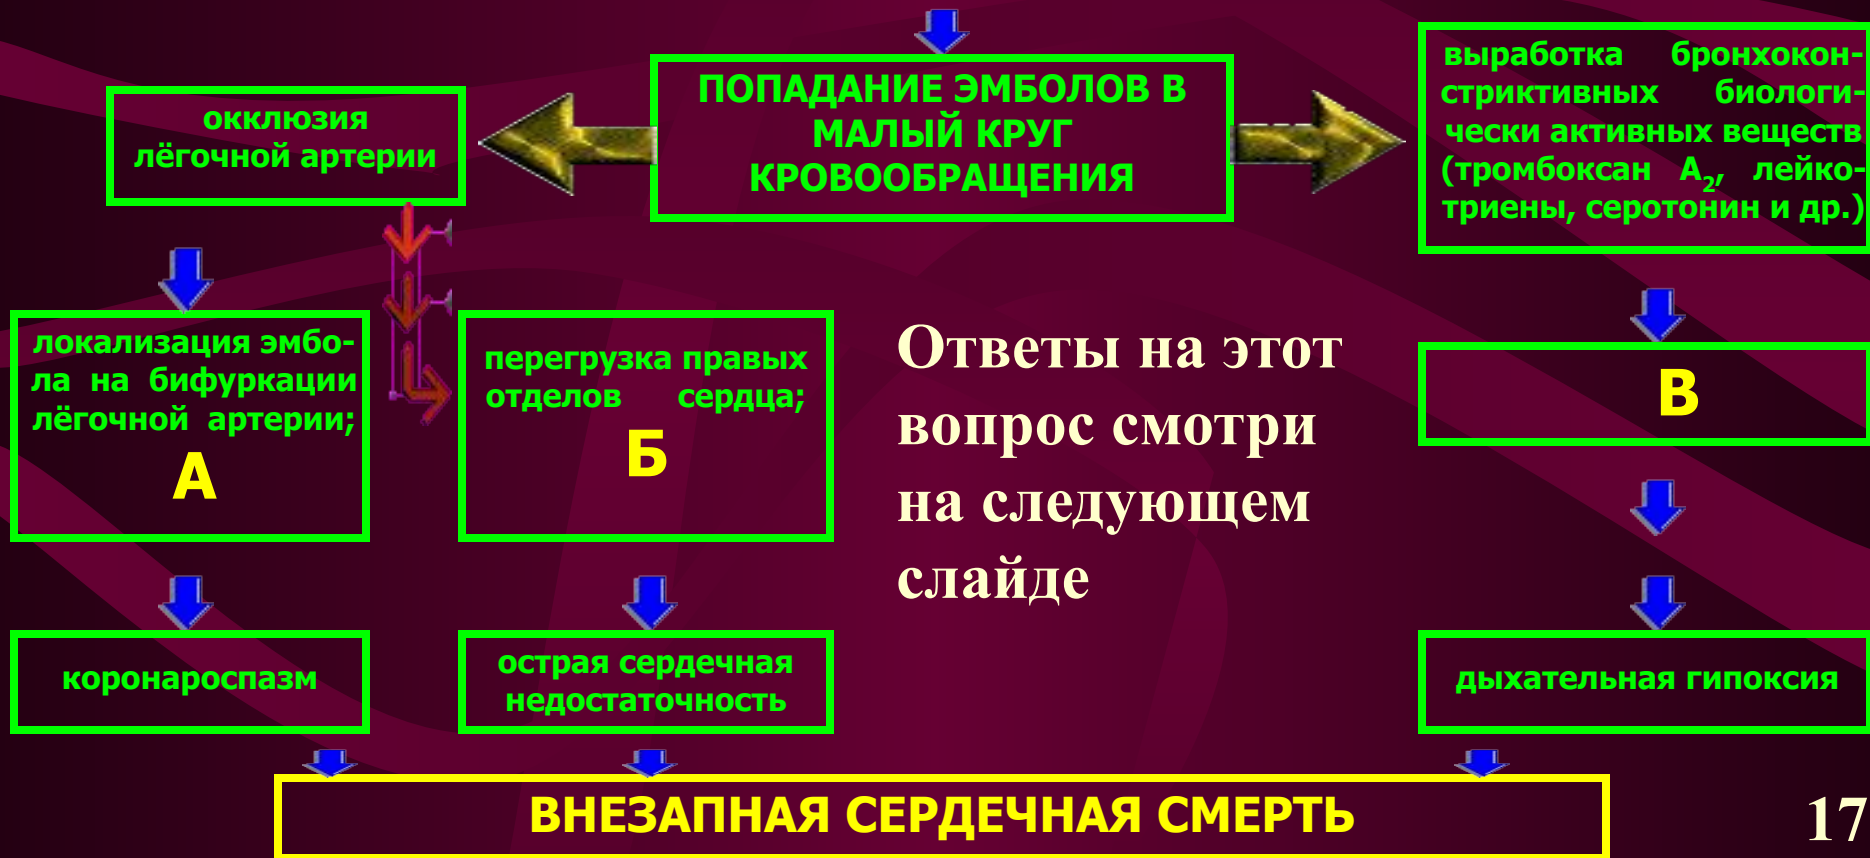 ПОПАДАНИЕ ЭМБОЛОВ В
МАЛЫЙ КРУГ
КРОВООБРАЩЕНИЯ
окклюзия
лёгочной артерии
выработка бронхокон-
стриктивных биологи-
чески активных веществ
(тромбоксан А₂, лейко-
триены, серотонин и др.)
локализация эмбо-
ла на бифуркации
лёгочной артерии;
А
перегрузка правых
отделов сердца;
Б
Ответы на этот
вопрос смотри
на следующем
слайде
В
коронароспазм
острая сердечная
недостаточность
дыхательная гипоксия
ВНЕЗАПНАЯ СЕРДЕЧНАЯ СМЕРТЬ
17